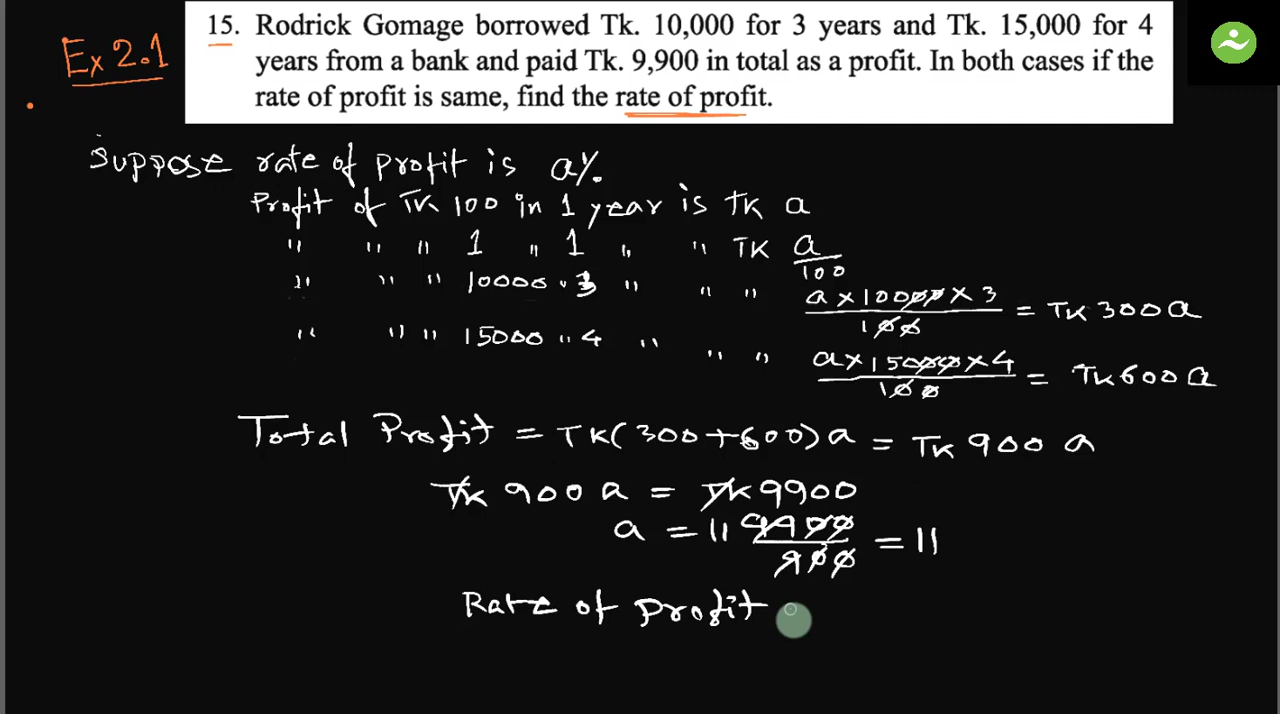 Ex 2.1
15. Rodrick Gomage borrowed Tk. 10,000 for 3 years and Tk. 15,000 for 4
years from a bank and paid Tk. 9,900 in total as a profit. In both cases if the
rate of profit is same, find the rate of profit.
Suppose rate of profit is a%.
Profit of TK 100 in 1 year is TK a
" " " 1 " 1 " " TK a/100
" " " 10000 " 3 " " " a×10000×3/100 = TK 300a
" " " 15000 " 4 " " " a×15000×4/100 = TK 600a
Total Profit = TK(300+600)a = TK 900 a
TK 900 a = TK 9900
a = 11 9900/900 = 11
Rate of profit